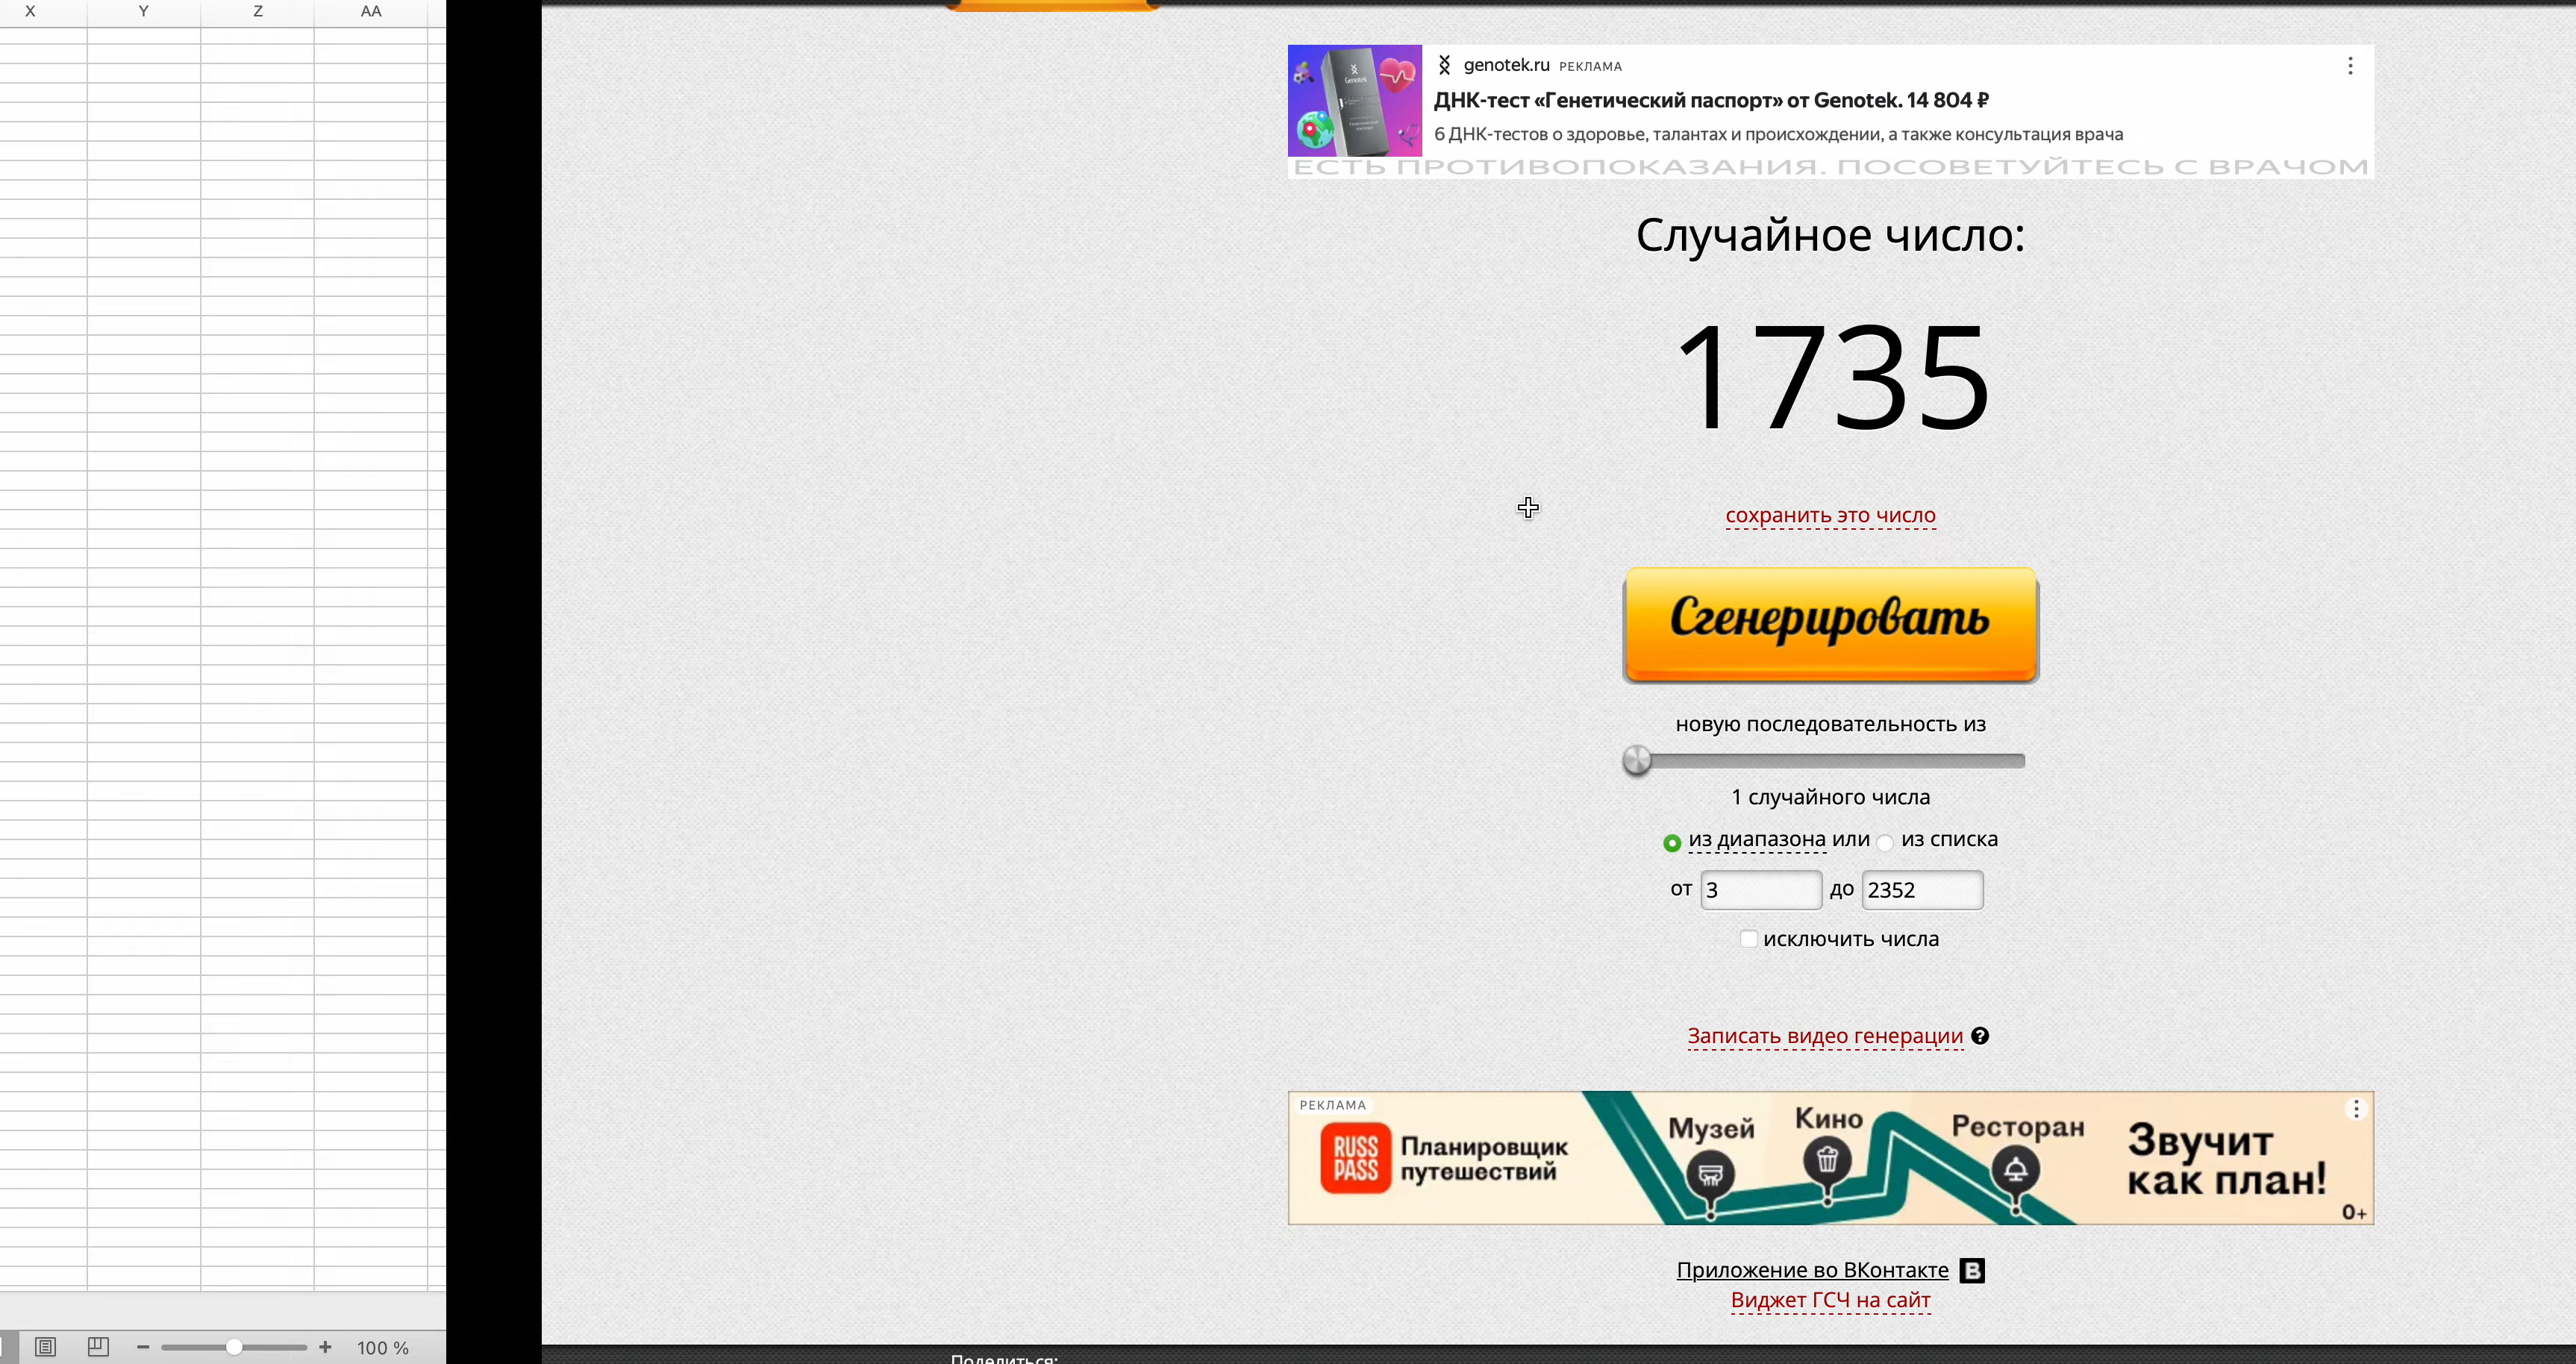 X Y Z AA
genotek.ru РЕКЛАМА
Genotek
ДНК-тест «Генетический паспорт» от Genotek. 14 804 ₽
6 ДНК-тестов о здоровье, талантах и происхождении, а также консультация врача
ЕСТЬ ПРОТИВОПОКАЗАНИЯ. ПОСОВЕТУЙТЕСЬ С ВРАЧОМ
Случайное число:
1735
сохранить это число
Сгенерировать
новую последовательность из
1 случайного числа
из диапазона или из списка
от 3 до 2352
исключить числа
Записать видео генерации ?
РЕКЛАМА
RUSS
PASS
Планировщик
путешествий
Музей
Кино
Ресторан
Звучит
как план!
0+
Приложение во ВКонтакте B
Виджет ГСЧ на сайт
100 %
Поделиться: